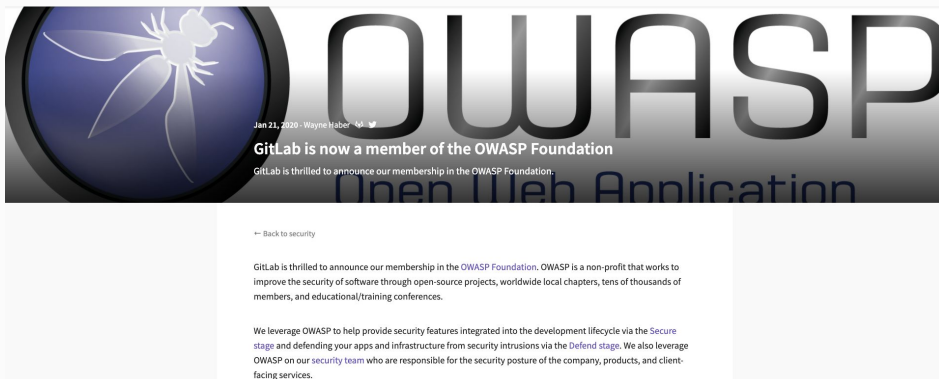 OWASP
Open Web Application
Jan 21, 2020 - Wayne Haber
GitLab is now a member of the OWASP Foundation
GitLab is thrilled to announce our membership in the OWASP Foundation.
← Back to security
GitLab is thrilled to announce our membership in the OWASP Foundation. OWASP is a non-profit that works to
improve the security of software through open-source projects, worldwide local chapters, tens of thousands of
members, and educational/training conferences.
We leverage OWASP to help provide security features integrated into the development lifecycle via the Secure
stage and defending your apps and infrastructure from security intrusions via the Defend stage. We also leverage
OWASP on our security team who are responsible for the security posture of the company, products, and client-
facing services.